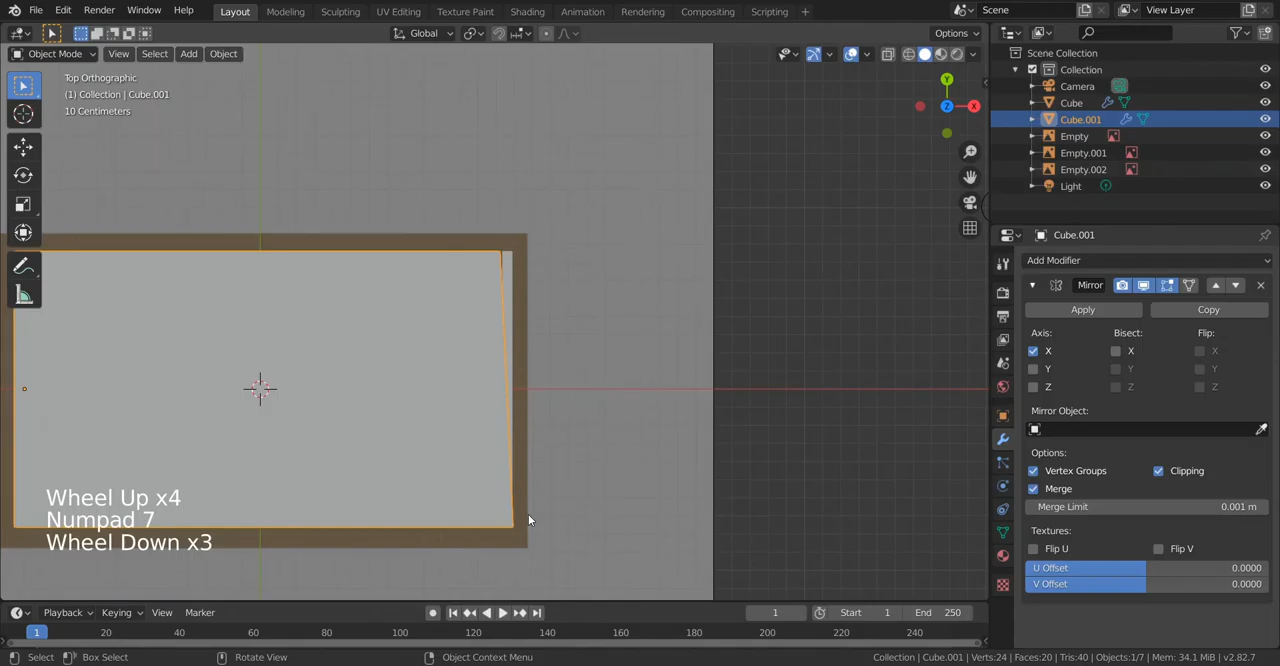 File Edit Render Window Help Layout Modeling Sculpting UV Editing Texture Paint Shading Animation Rendering Compositing Scripting + Scene View Layer
Global Options
Object Mode View Select Add Object
Top Orthographic
(1) Collection | Cube.001
10 Centimeters
Y
Z
X
Scene Collection
Collection
Camera
Cube
Cube.001
Empty
Empty.001
Empty.002
Light
Cube.001
Add Modifier
Mirror
Apply Copy
Axis: Bisect: Flip:
X X X
Y Y Y
Z Z Z
Mirror Object:
Options:
Vertex Groups Clipping
Merge
Merge Limit 0.001 m
Textures:
Flip U Flip V
U Offset 0.0000
V Offset 0.0000
Wheel Up x4
Numpad 7
Wheel Down x3
Playback Keying View Marker 1 Start 1 End 250
1 20 40 60 80 100 120 140 160 180 200 220 240
Select Box Select Rotate View Object Context Menu Collection | Cube.001 | Verts:24 | Faces:20 | Tris:40 | Objects:1/7 | Mem: 34.1 MiB | v2.82.7